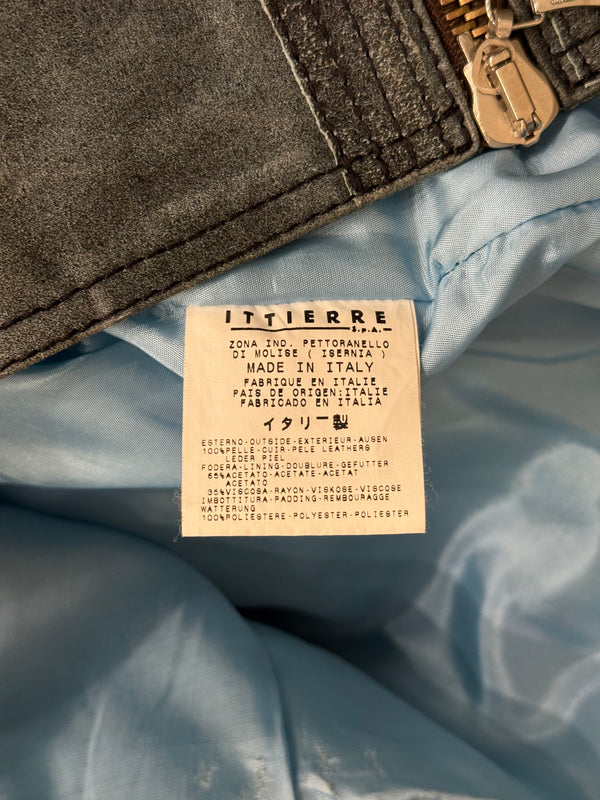 ITTIERRE
S.p.A.
ZONA IND. PETTORANELLO
DI MOLISE ( ISERNIA )
MADE IN ITALY
FABRIQUE EN ITALIE
PAIS DE ORIGEN:ITALIE
FABRICADO EN ITALIA
イタリー製
ESTERNO-OUTSIDE-EXTERIEUR-AUSEN
100%PELLE-CUIR-PELE LEATHERS
LEDER PIEL
FODERA-LINING-DOUBLURE-GEFUTTER
65%ACETATO-ACETATE-ACETAT
ACETATO
35%VISCOSA-RAYON-VISKOSE-VISCOSE
IMBOTTITURA-PADDING-REMBOURAGGE
WATTERUNG
100%POLIESTERE-POLYESTER-POLIESTER